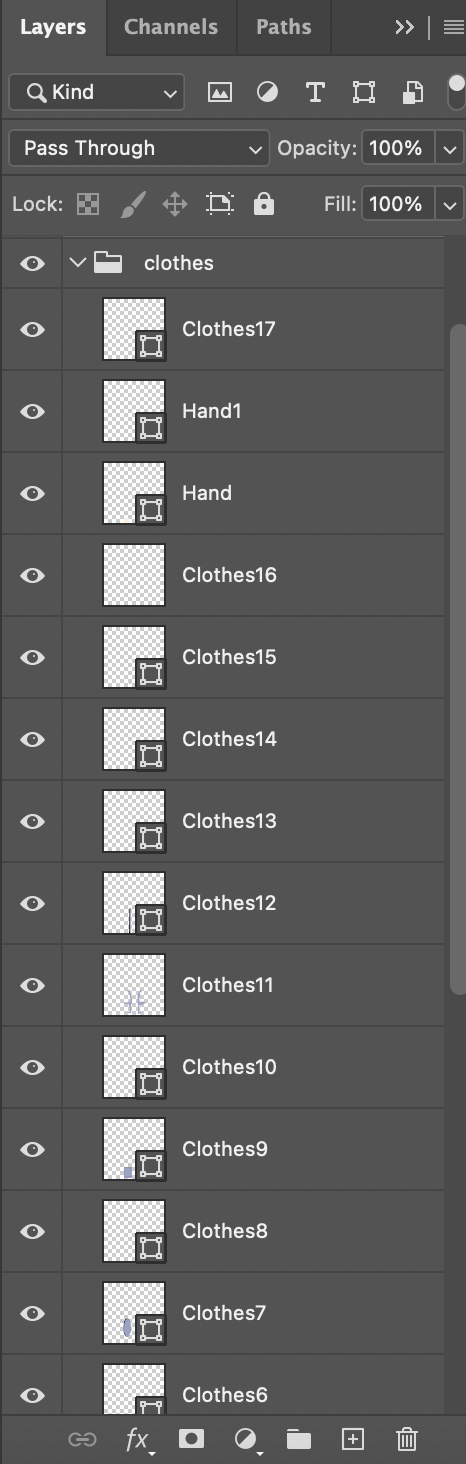 Layers Channels Paths
Kind
Pass Through Opacity: 100%
Lock: Fill: 100%
clothes
Clothes17
Hand1
Hand
Clothes16
Clothes15
Clothes14
Clothes13
Clothes12
Clothes11
Clothes10
Clothes9
Clothes8
Clothes7
Clothes6
fx